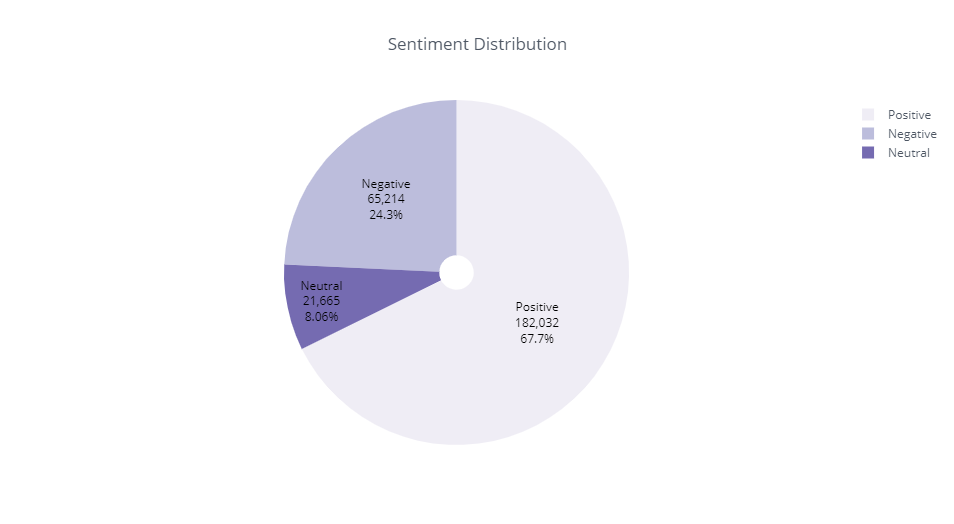 Sentiment Distribution
Positive
Negative
Neutral
Negative
65,214
24.3%
Neutral
21,665
8.06%
Positive
182,032
67.7%